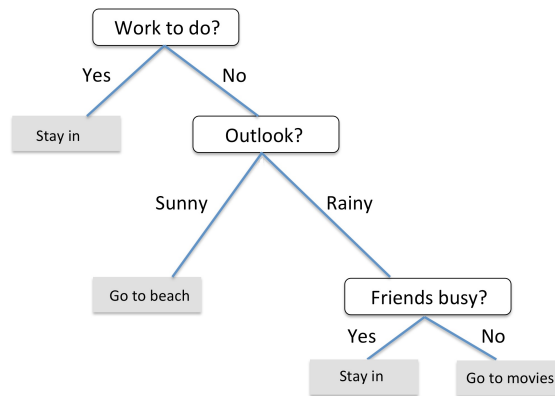 Work to do?
Yes
No
Stay in
Outlook?
Sunny
Rainy
Go to beach
Friends busy?
Yes
No
Stay in
Go to movies